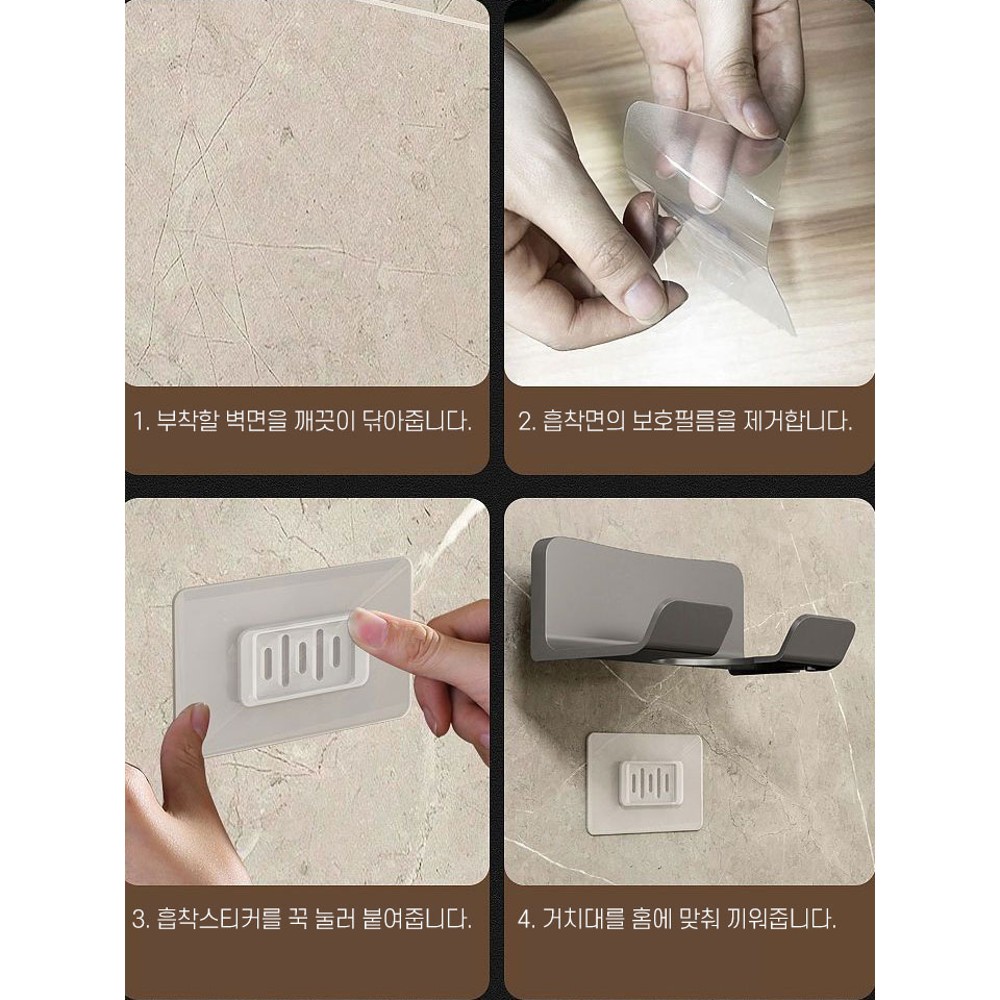 1. 부착할 벽면을 깨끗이 닦아줍니다.
2. 흡착면의 보호필름을 제거합니다.
3. 흡착스티커를 꾹 눌러 붙여줍니다.
4. 거치대를 홈에 맞춰 끼워줍니다.